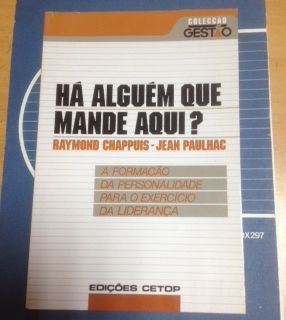 COLECÇÃO
GESTÃO
HÁ ALGUÉM QUE
MANDE AQUI?
RAYMOND CHAPPUIS - JEAN PAULHAC
A FORMAÇÃO
DA PERSONALIDADE
PARA O EXERCÍCIO
DA LIDERANÇA
EDIÇÕES CETOP
X297